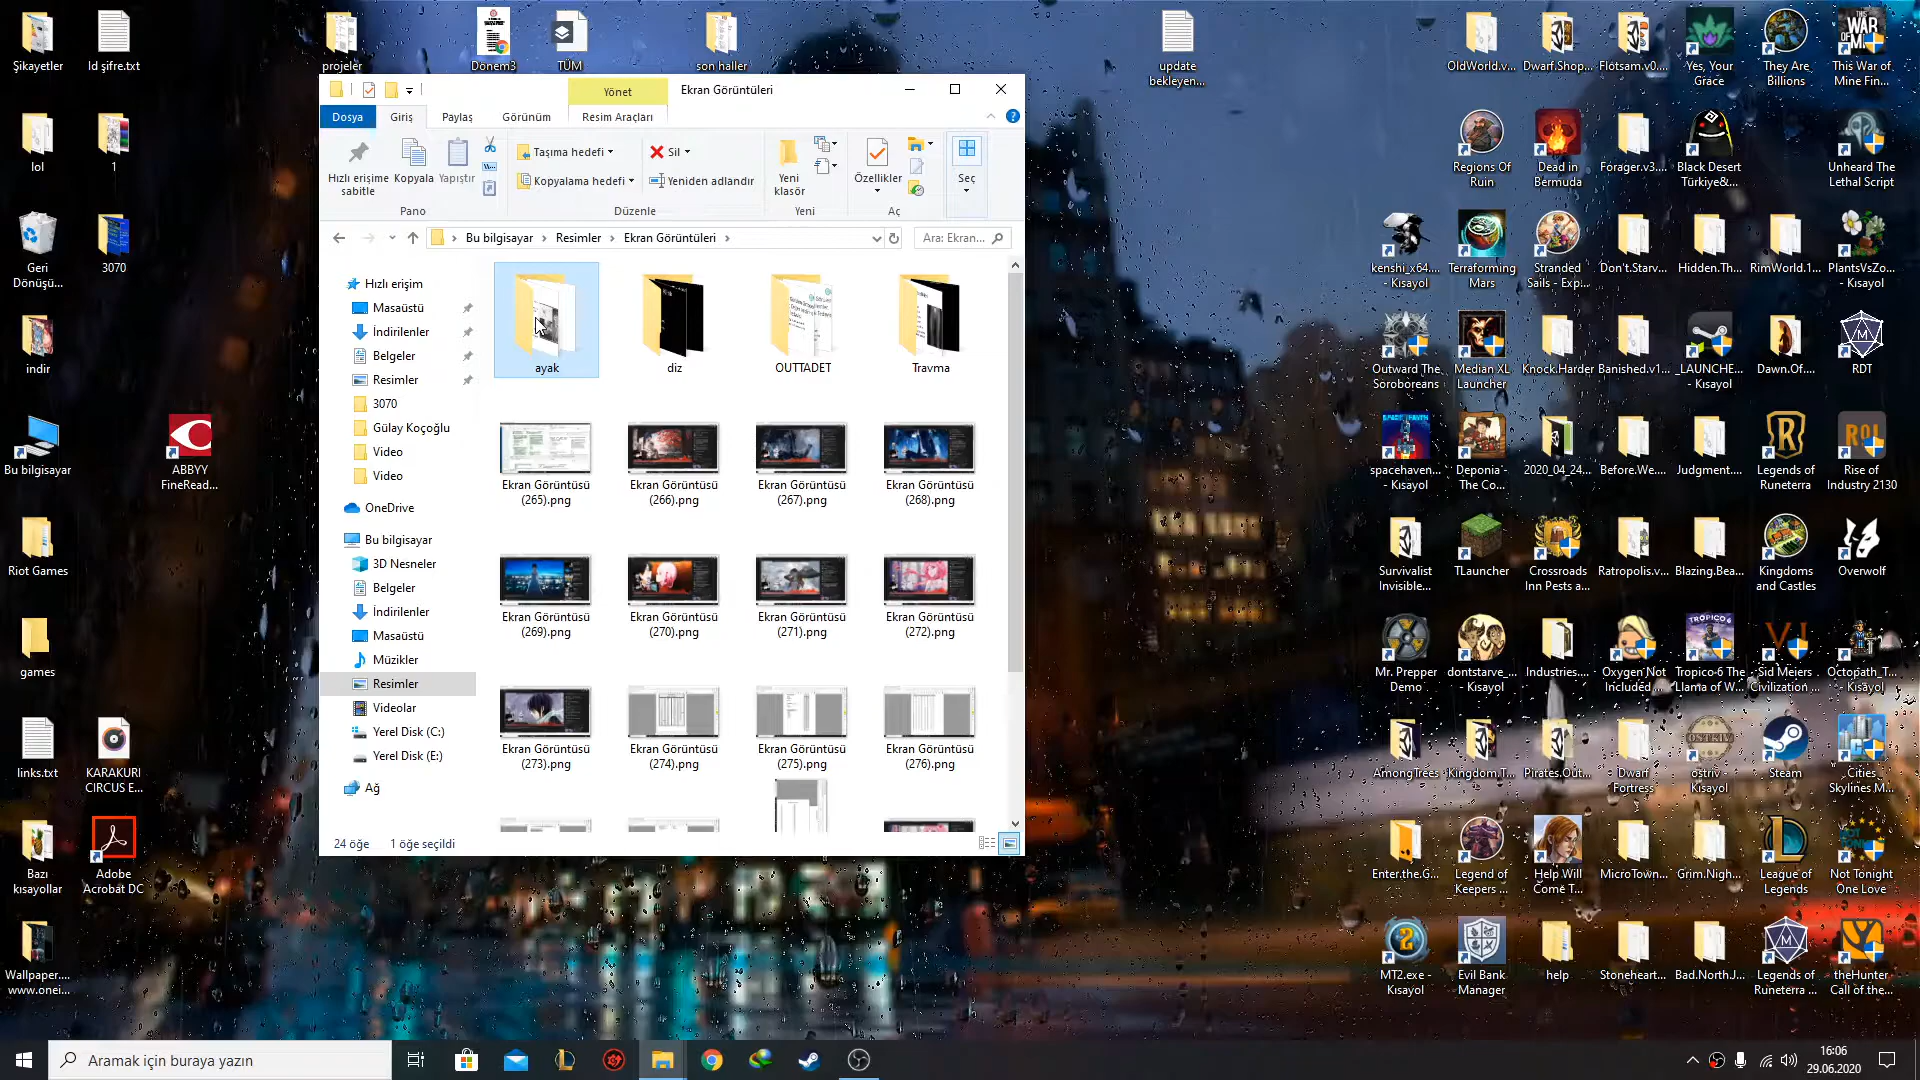 Şikayetler
ld şifre.txt
projeler
Dönem3
TÜM
son haller
update
bekleyen...
OldWorld.v...
Dwarf.Shop...
Flotsam.v0....
Yes, Your
Grace
They Are
Billions
This War of
Mine Fin...
Yönet
Ekran Görüntüleri
Dosya
Giriş
Paylaş
Görünüm
Resim Araçları
Hızlı erişime
sabitle
Kopyala
Yapıştır
Pano
Taşıma hedefi
Kopyalama hedefi
Sil
Yeniden adlandır
Düzenle
Yeni
klasör
Yeni
Özellikler
Aç
Seç
Bu bilgisayar
Resimler
Ekran Görüntüleri
Ara: Ekran...
Hızlı erişim
Masaüstü
İndirilenler
Belgeler
Resimler
3070
Gülay Koçoğlu
Video
Video
OneDrive
Bu bilgisayar
3D Nesneler
Belgeler
İndirilenler
Masaüstü
Müzikler
Resimler
Videolar
Yerel Disk (C:)
Yerel Disk (E:)
Ağ
ayak
diz
OUTTADET
Travma
Ekran Görüntüsü
(265).png
Ekran Görüntüsü
(266).png
Ekran Görüntüsü
(267).png
Ekran Görüntüsü
(268).png
Ekran Görüntüsü
(269).png
Ekran Görüntüsü
(270).png
Ekran Görüntüsü
(271).png
Ekran Görüntüsü
(272).png
Ekran Görüntüsü
(273).png
Ekran Görüntüsü
(274).png
Ekran Görüntüsü
(275).png
Ekran Görüntüsü
(276).png
24 öğe
1 öğe seçildi
lol
1
Geri
Dönüşü...
3070
indir
Bu bilgisayar
ABBYY
FineRead...
Riot Games
games
links.txt
KARAKURI
CIRCUS E...
Bazı
kısayollar
Adobe
Acrobat DC
Wallpaper....
www.onei...
Regions Of
Ruin
Dead in
Bermuda
Forager.v3....
Black Desert
Türkiye&...
Unheard The
Lethal Script
kenshi_x64....
- Kısayol
Terraforming
Mars
Stranded
Sails - Exp...
Don't.Starv...
Hidden.Th...
RimWorld.1...
PlantsVsZo...
- Kısayol
Outward The
Soroboreans
Median XL
Launcher
Knock.Harder
Banished.v1...
_LAUNCHE...
- Kısayol
Dawn.Of....
RDT
spacehaven...
- Kısayol
Deponia -
The Co...
2020_04_24...
Before.We....
Judgment....
Legends of
Runeterra
Rise of
Industry 2130
Survivalist
Invisible...
TLauncher
Crossroads
Inn Pests a...
Ratropolis.v...
Blazing.Bea...
Kingdoms
and Castles
Overwolf
Mr. Prepper
Demo
dontstarve_...
- Kısayol
Industries....
Oxygen Not
Included ...
Tropico 6 The
Llama of W...
Sid Meiers
Civilization ...
Octopath_T...
- Kısayol
AmongTrees
Kingdom.T...
Pirates.Out...
Dwarf
Fortress
ostriv -
Kısayol
Steam
Cities
Skylines M...
Enter.the.G...
Legend of
Keepers ...
Help Will
Come T...
MicroTown...
Grim.Nigh...
League of
Legends
Not Tonight
One Love
MT2.exe -
Kısayol
Evil Bank
Manager
help
Stoneheart...
Bad.North.J...
Legends of
Runeterra ...
theHunter
Call of the...
Aramak için buraya yazın
16:06
29.06.2020